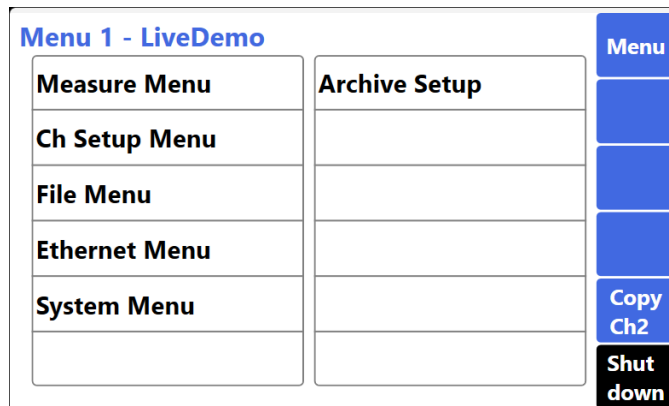 Menu 1 - LiveDemo
Measure Menu
Ch Setup Menu
File Menu
Ethernet Menu
System Menu
Archive Setup
Menu
Copy
Ch2
Shut
down